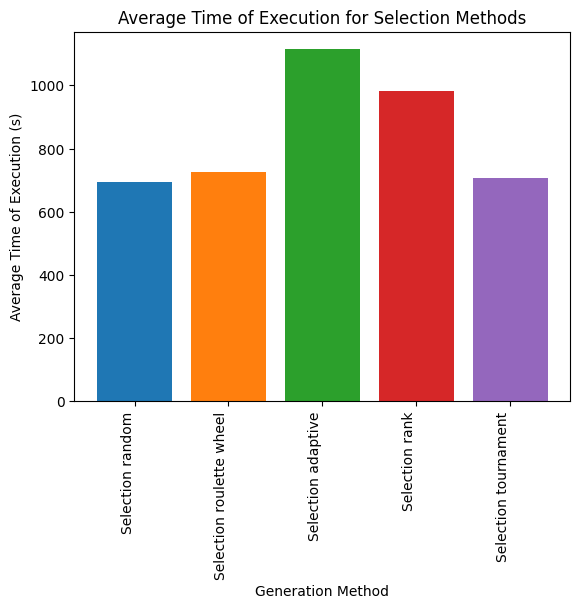 Average Time of Execution for Selection Methods
Average Time of Execution (s)
1000
800
600
400
200
0
Selection random
Selection roulette wheel
Selection adaptive
Selection rank
Selection tournament
Generation Method